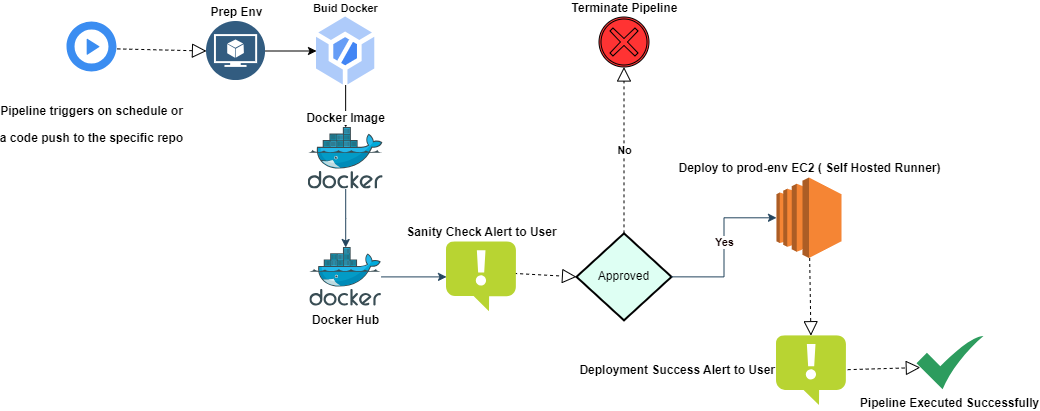 Prep Env
Buid Docker
Terminate Pipeline
Pipeline triggers on schedule or
a code push to the specific repo
Docker Image
docker
No
Deploy to prod-env EC2 ( Self Hosted Runner)
Sanity Check Alert to User
Yes
Approved
docker
Docker Hub
Deployment Success Alert to User
Pipeline Executed Successfully